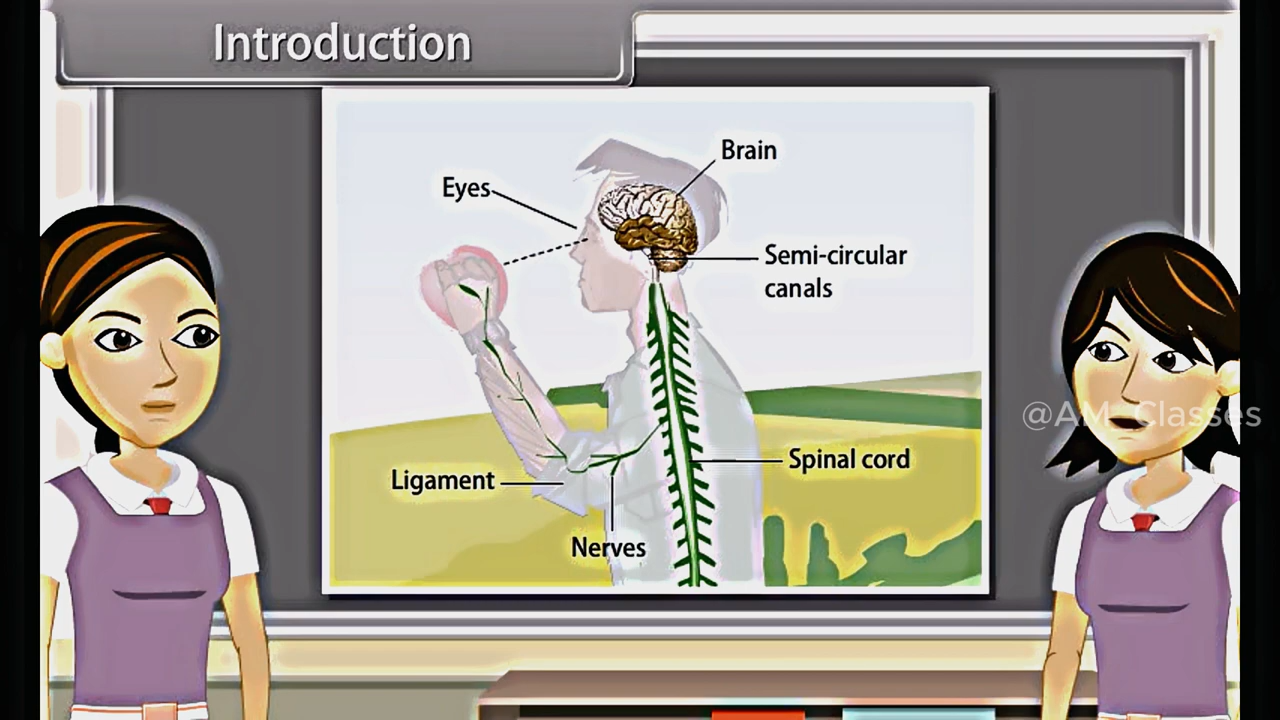 Introduction
Brain
Eyes
Semi-circular
canals
@AM_Classes
Spinal cord
Ligament
Nerves